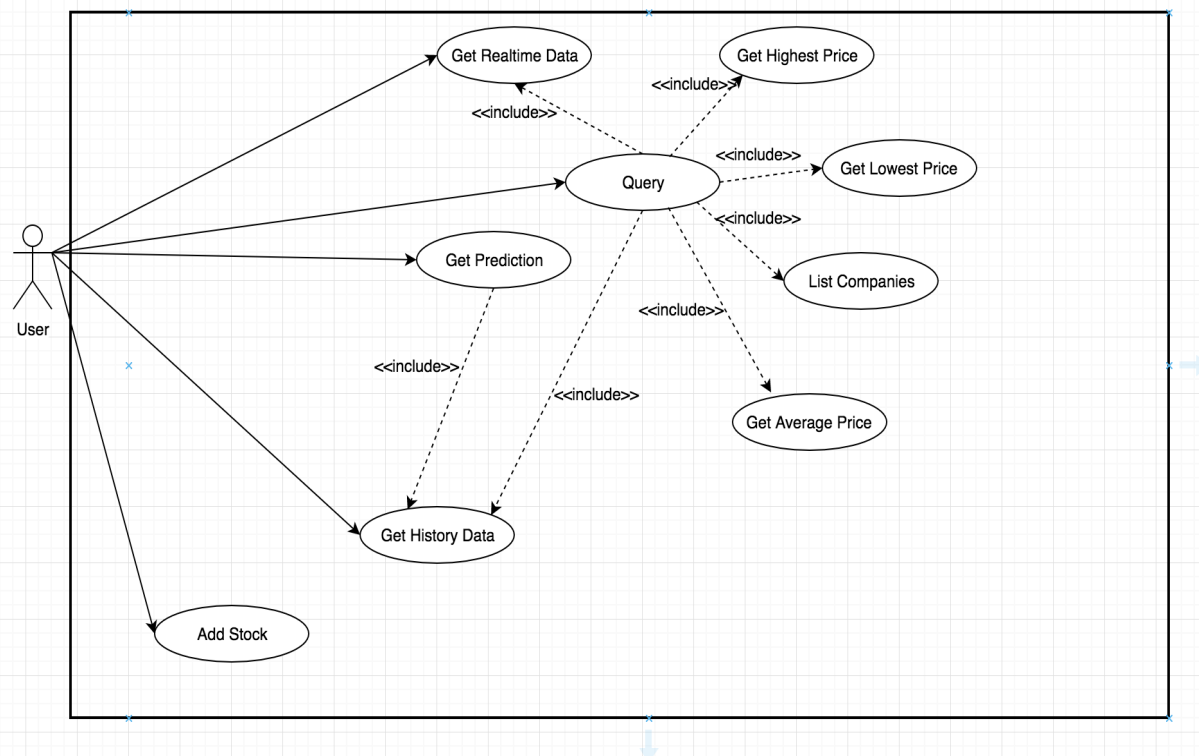 Get Realtime Data
Get Highest Price
<<include>>
<<include>>
<<include>>
Get Lowest Price
Query
<<include>>
Get Prediction
List Companies
User
<<include>>
<<include>>
<<include>>
Get Average Price
Get History Data
Add Stock